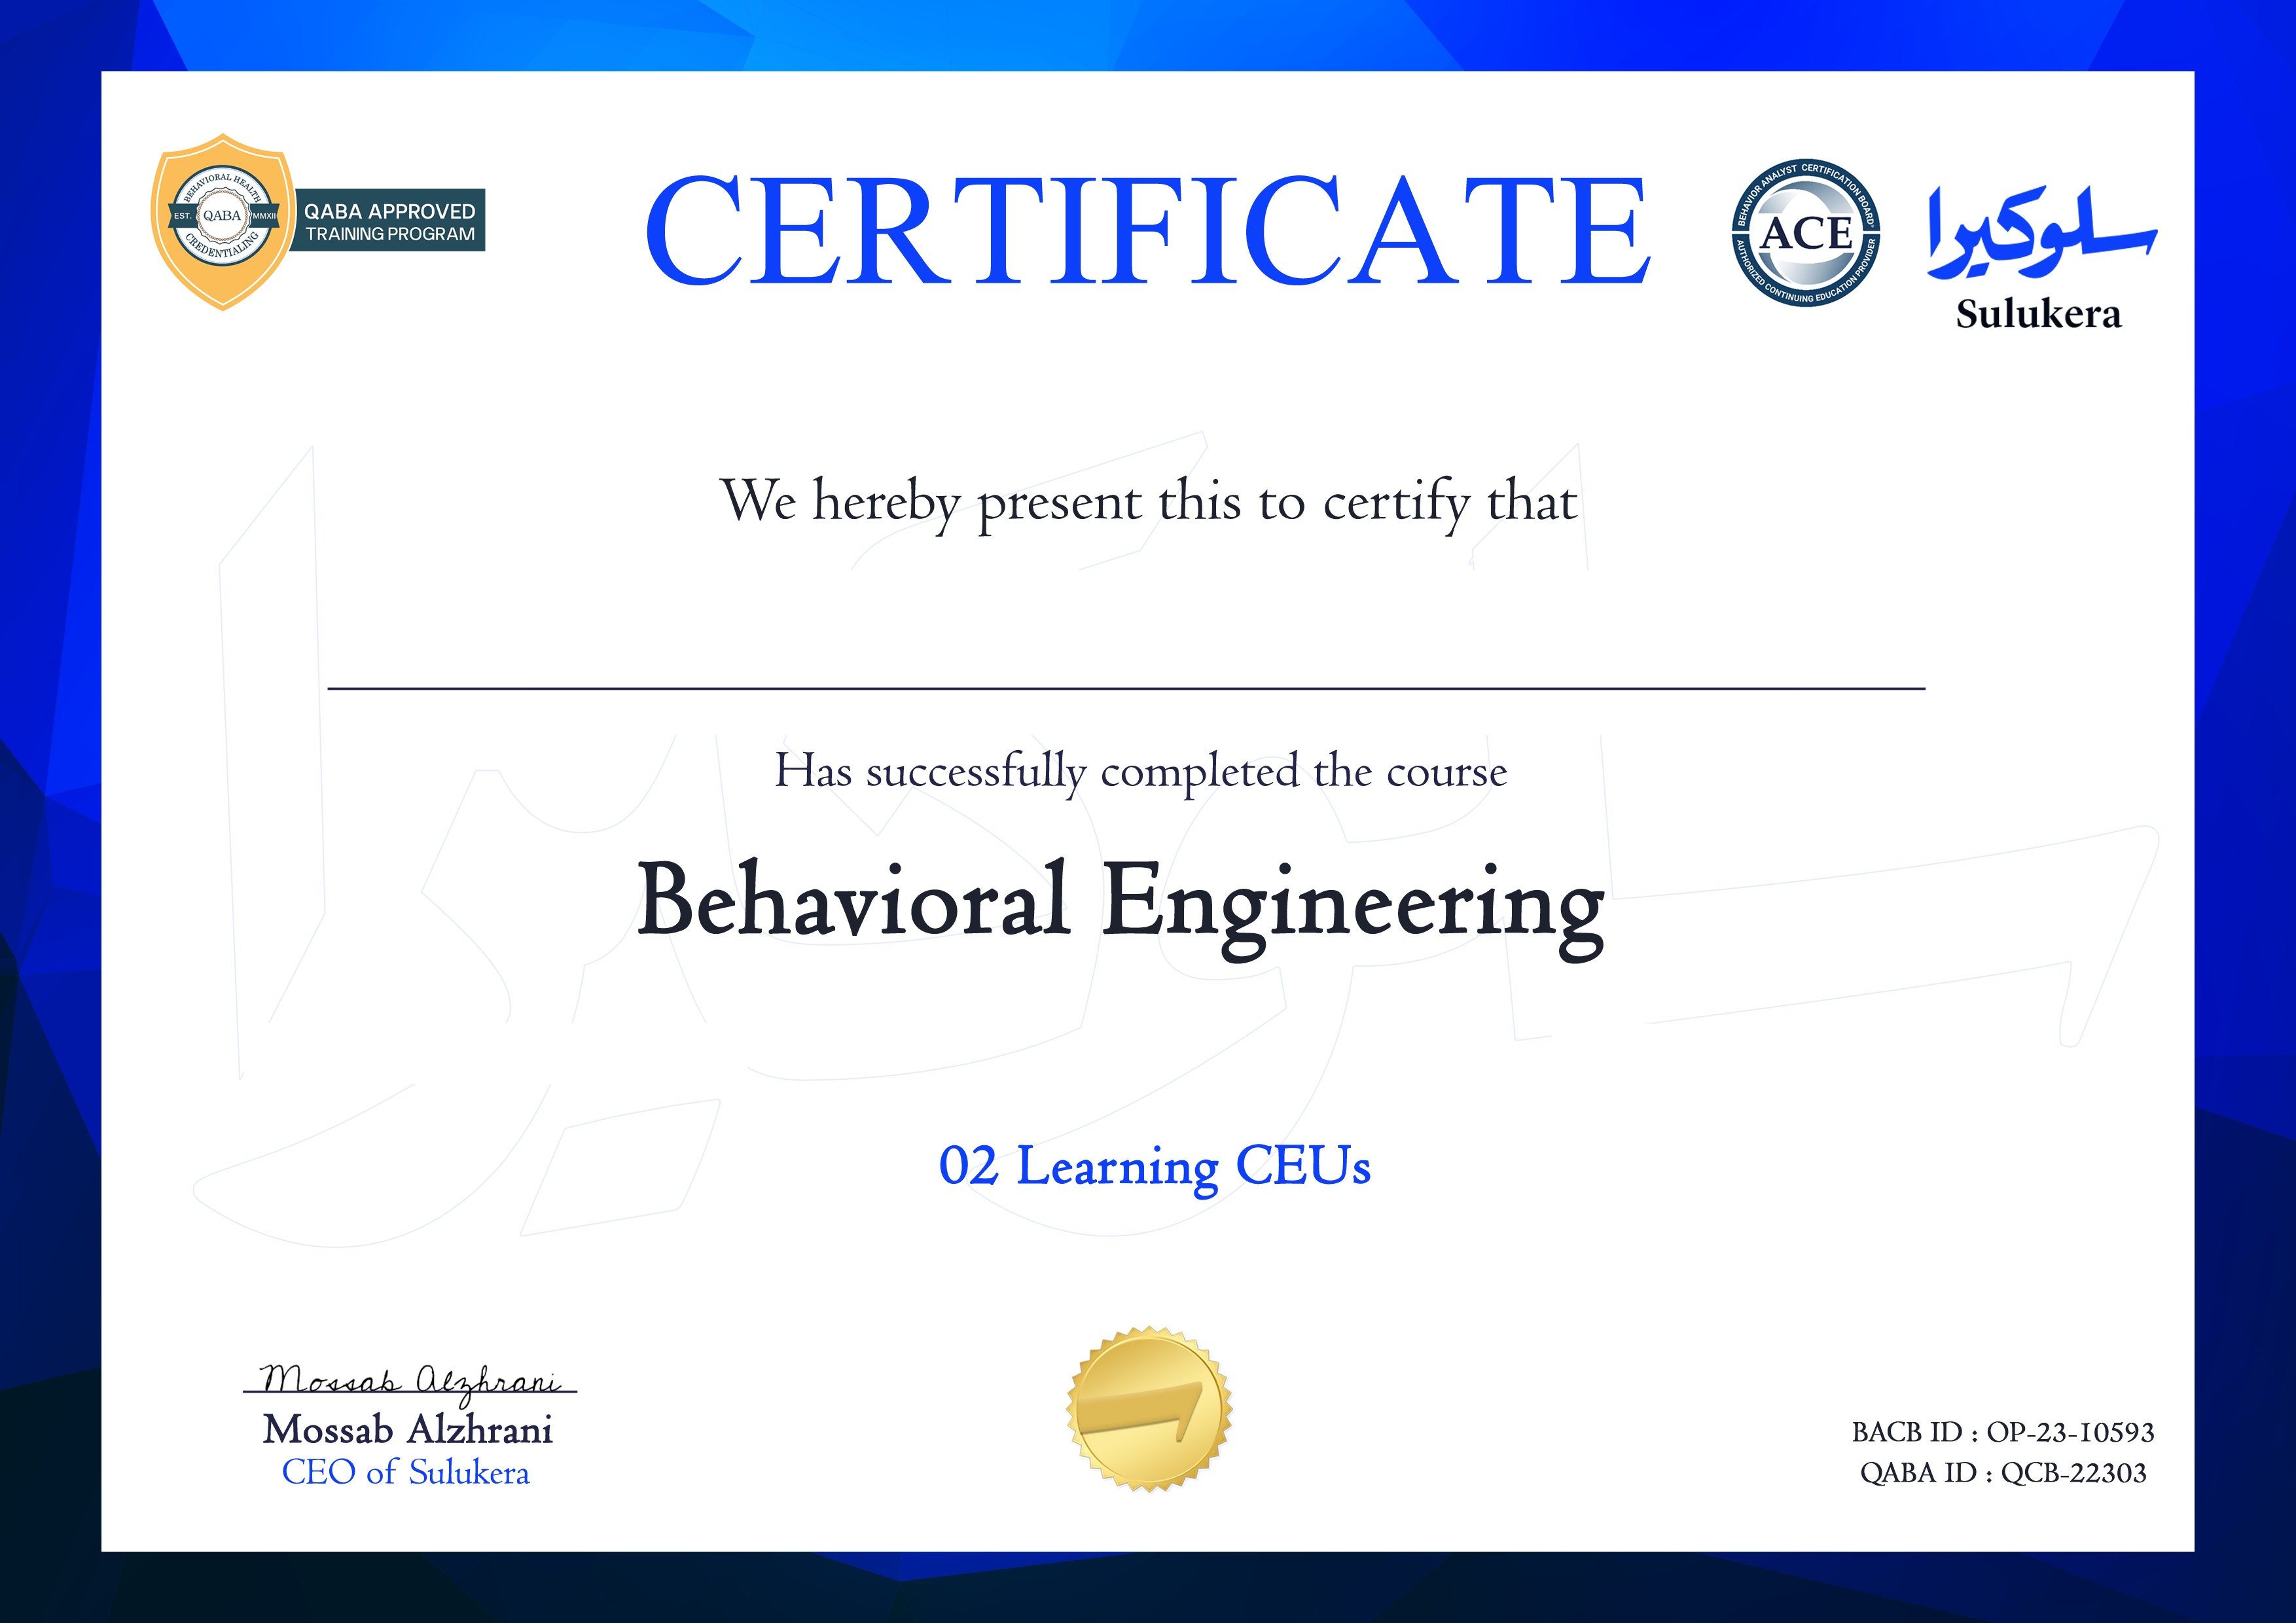 BEHAVIORAL HEALTH
EST. QABA MMXII
CREDENTIALING
QABA APPROVED
TRAINING PROGRAM
CERTIFICATE
BEHAVIOR ANALYST CERTIFICATION BOARD®
ACE
AUTHORIZED CONTINUING EDUCATION PROVIDER
سلوكيرا
Sulukera
We hereby present this to certify that
Has successfully completed the course
Behavioral Engineering
02 Learning CEUs
Mossab Alzhrani
Mossab Alzhrani
CEO of Sulukera
BACB ID : OP-23-10593
QABA ID : QCB-22303